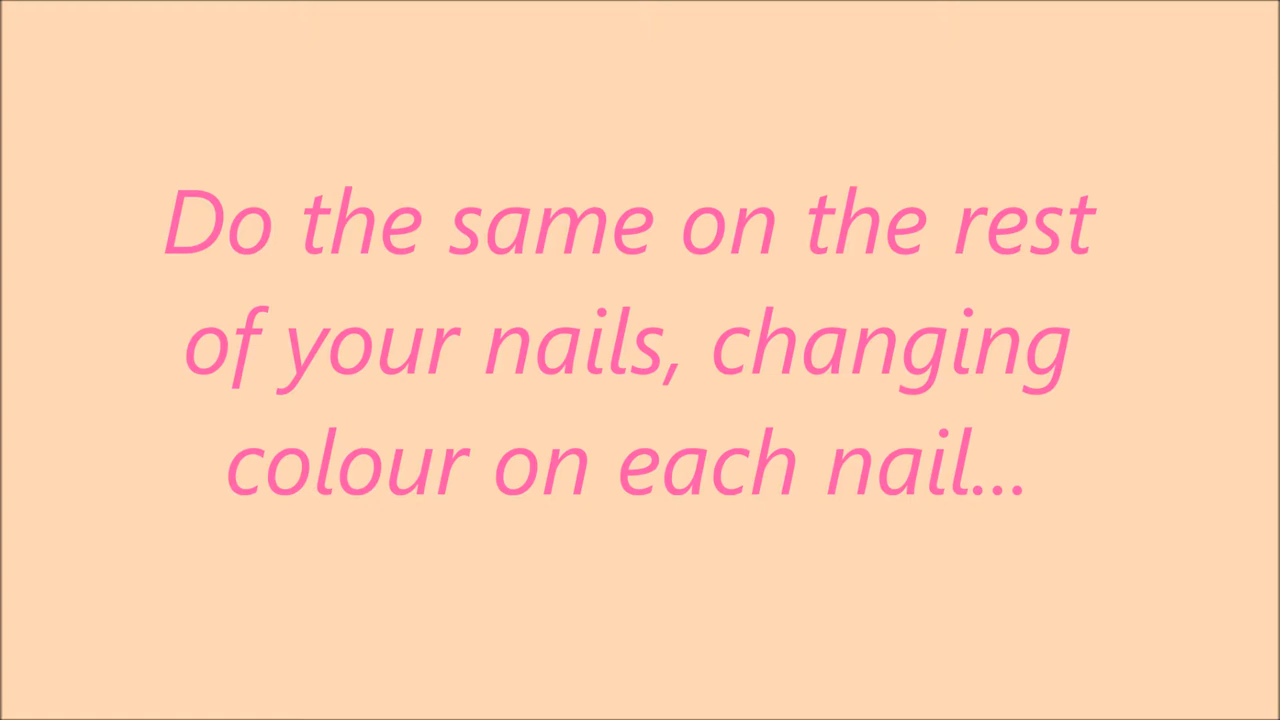 Do the same on the rest
of your nails, changing
colour on each nail...